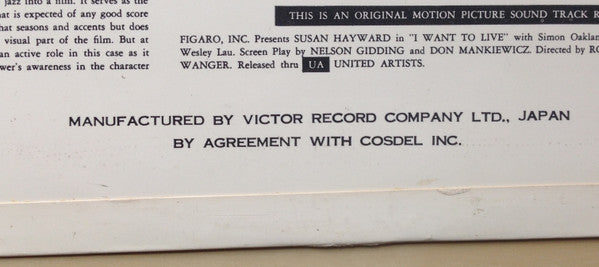 jazz into a film. It serves as the
at is expected of any good score
hat seasons and accents but does
visual part of the film. But at
an active role in this case as it
wer's awareness in the character
THIS IS AN ORIGINAL MOTION PICTURE SOUND TRACK R
FIGARO, INC. Presents SUSAN HAYWARD in "I WANT TO LIVE" with Simon Oakland
Wesley Lau. Screen Play by NELSON GIDDING and DON MANKIEWICZ. Directed by RO
WANGER. Released thru UA UNITED ARTISTS.
MANUFACTURED BY VICTOR RECORD COMPANY LTD., JAPAN
BY AGREEMENT WITH COSDEL INC.